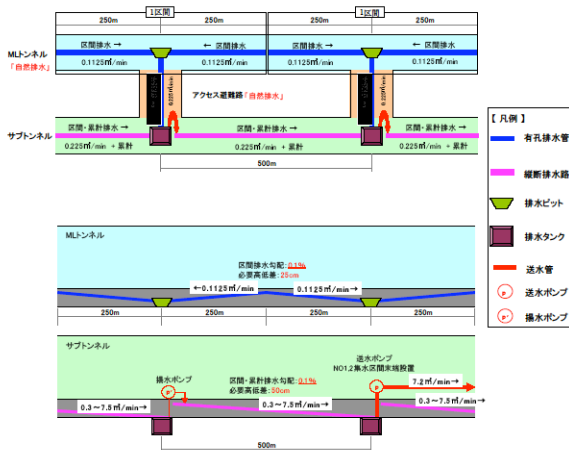 1区間
250m 250m 250m 250m
MLトンネル
「自然排水」
区間排水 → ← 区間排水 区間排水 → ← 区間排水
0.1125㎥/min 0.1125㎥/min 0.1125㎥/min 0.1125㎥/min
0.225㎥/min 0.225㎥/min
アクセス避難路「自然排水」
サブトンネル
区間・累計排水 → 区間・累計排水 → 区間・累計排水 →
0.225㎥/min + 累計 0.225㎥/min + 累計 0.225㎥/min + 累計
500m
【 凡例 】
有孔排水管
縦断排水路
排水ピット
排水タンク
送水管
P 送水ポンプ
P' 揚水ポンプ
MLトンネル
区間排水勾配:0.1%
必要高低差:25cm
←0.1125㎥/min 0.1125㎥/min→
250m 250m 250m 250m
サブトンネル
送水ポンプ
NO1,2集水区間末端設置
揚水ポンプ
区間・累計排水勾配:0.1%
必要高低差:50cm
P' P
7.2㎥/min→
0.3~7.5㎥/min→ 0.3~7.5㎥/min→ 0.3~7.5㎥/min→
500m